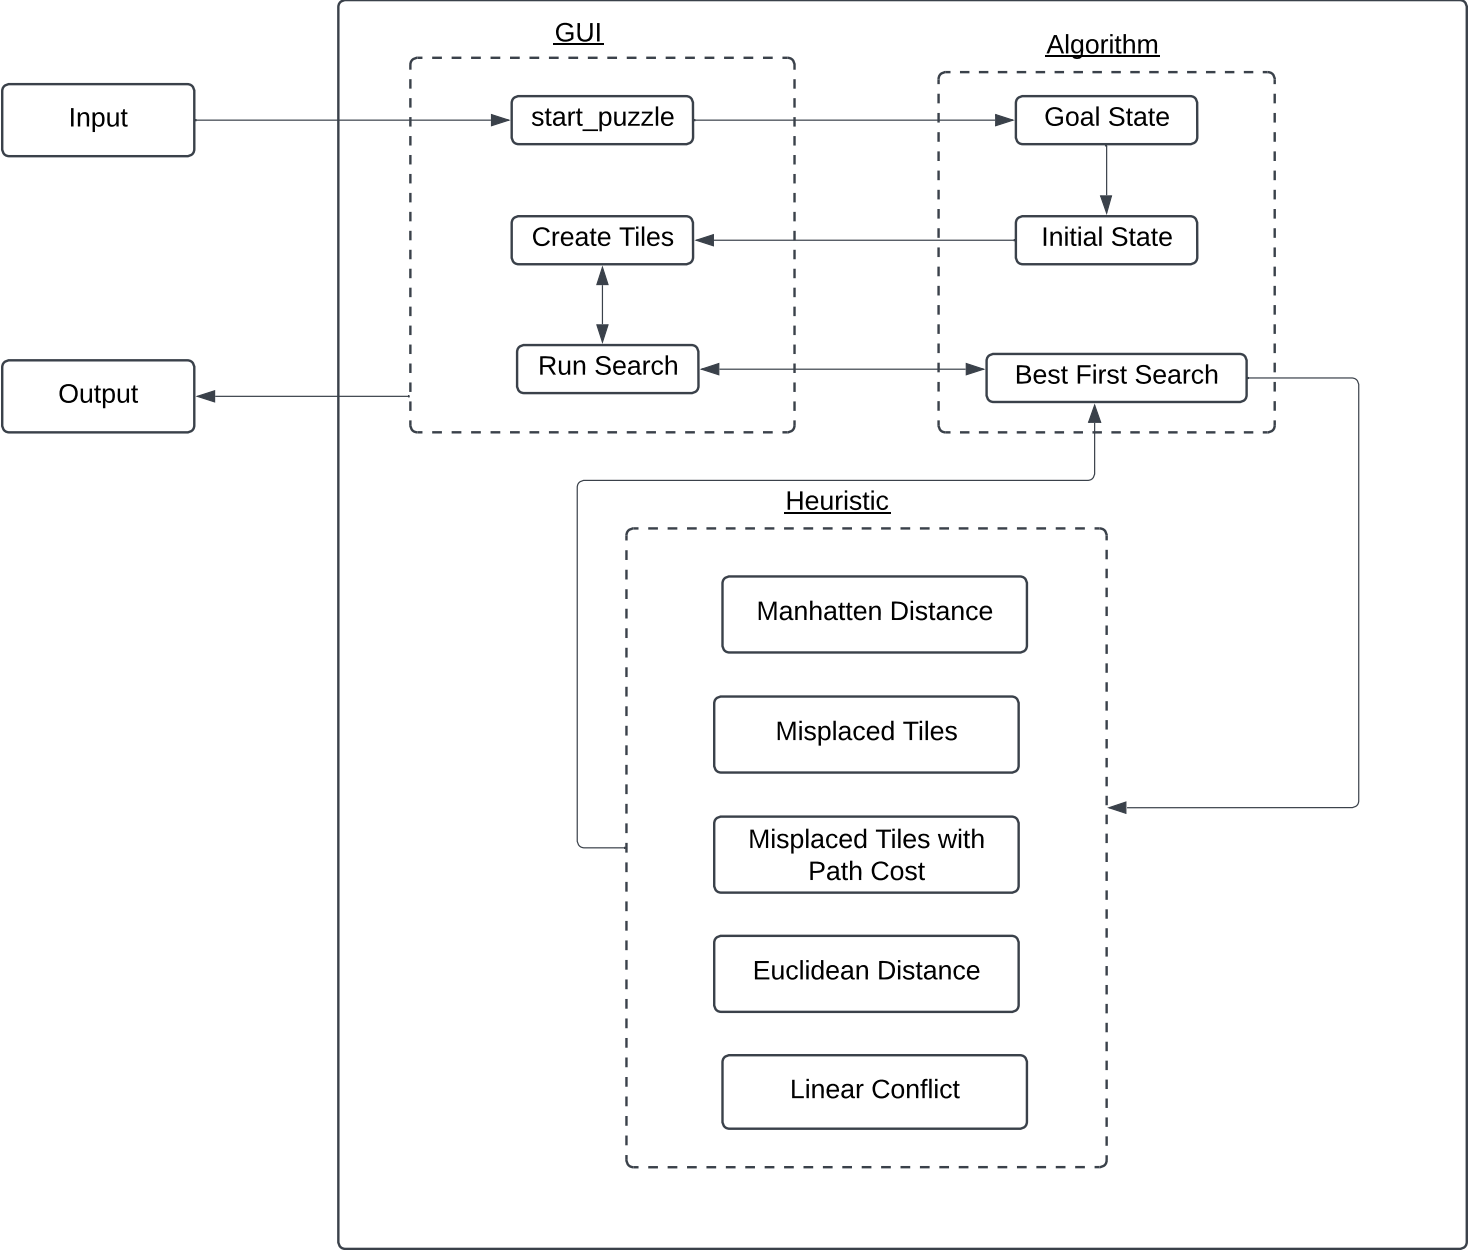 GUI
Algorithm
Input
start_puzzle
Goal State
Create Tiles
Initial State
Run Search
Best First Search
Output
Heuristic
Manhatten Distance
Misplaced Tiles
Misplaced Tiles with
Path Cost
Euclidean Distance
Linear Conflict